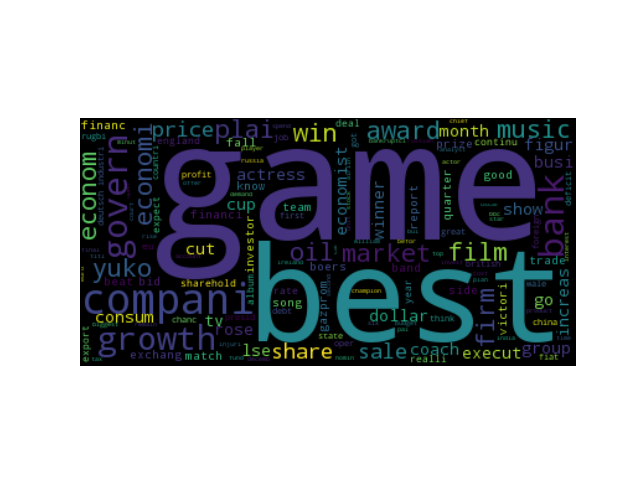 financ
price
plai
win
deal
award
chief
month
music
rugbi
job
got
continu
england
fall
prize
figur
econom
govern
economi
countri
game
russia
player
actor
busi
profit
actress
economist
good
bank
deficit
know
winner
report
quarter
expect
cup
team
show
financi
first
great
foreign
cut
investor
oil
market
film
trade
yuko
boers
band
beat
bid
sharehold
best
compani
album
rate
champion
year
side
male
increas
song
gazprom
go
consum
chanc
tv
debt
dollar
think
firm
victori
china
growth
rose
state
export
exchang
match
lse
share
oper
sale
coach
realli
execut
group
fiat